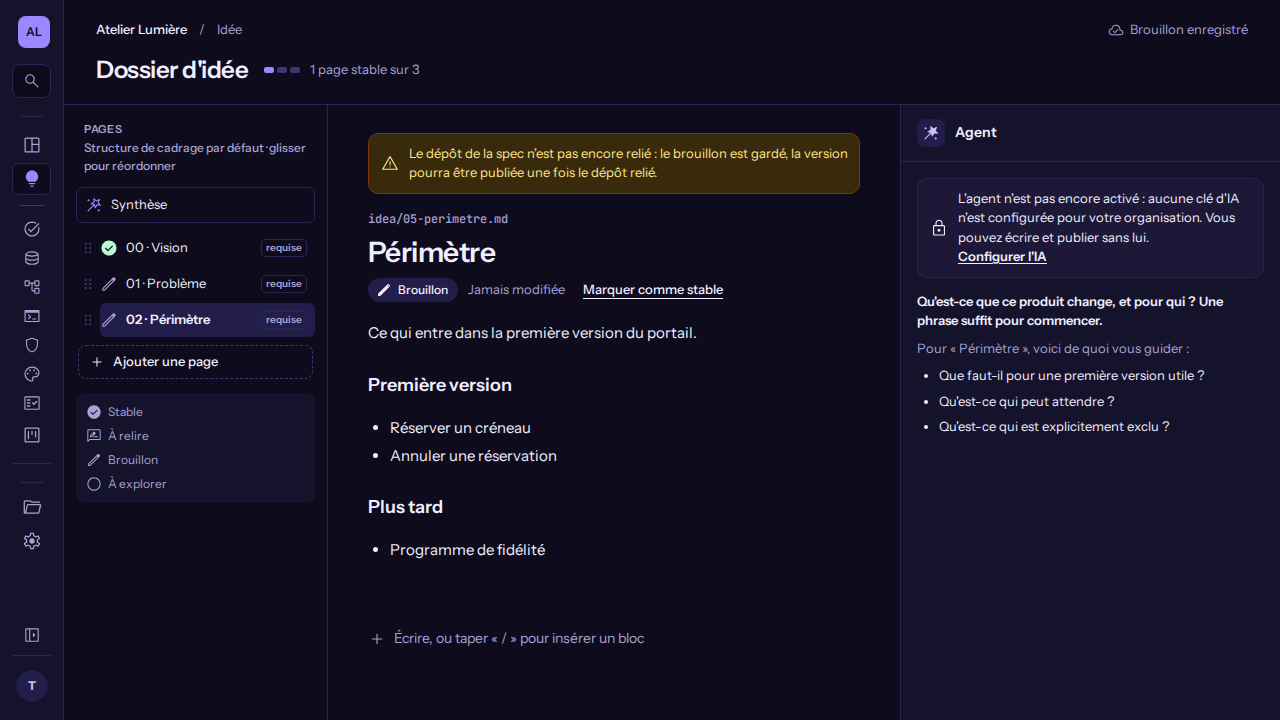 AL
Atelier Lumière / Idée
Brouillon enregistré
Dossier d'idée
1 page stable sur 3
PAGES
Structure de cadrage par défaut · glisser
pour réordonner
Synthèse
00 · Vision requise
01 · Problème requise
02 · Périmètre requise
Ajouter une page
Stable
À relire
Brouillon
À explorer
T
Le dépôt de la spec n'est pas encore relié : le brouillon est gardé, la version
pourra être publiée une fois le dépôt relié.
idea/05-perimetre.md
Périmètre
Brouillon Jamais modifiée Marquer comme stable
Ce qui entre dans la première version du portail.
Première version
• Réserver un créneau
• Annuler une réservation
Plus tard
• Programme de fidélité
Écrire, ou taper « / » pour insérer un bloc
Agent
L'agent n'est pas encore activé : aucune clé d'IA
n'est configurée pour votre organisation. Vous
pouvez écrire et publier sans lui.
Configurer l'IA
Qu'est-ce que ce produit change, et pour qui ? Une
phrase suffit pour commencer.
Pour « Périmètre », voici de quoi vous guider :
• Que faut-il pour une première version utile ?
• Qu'est-ce qui peut attendre ?
• Qu'est-ce qui est explicitement exclu ?